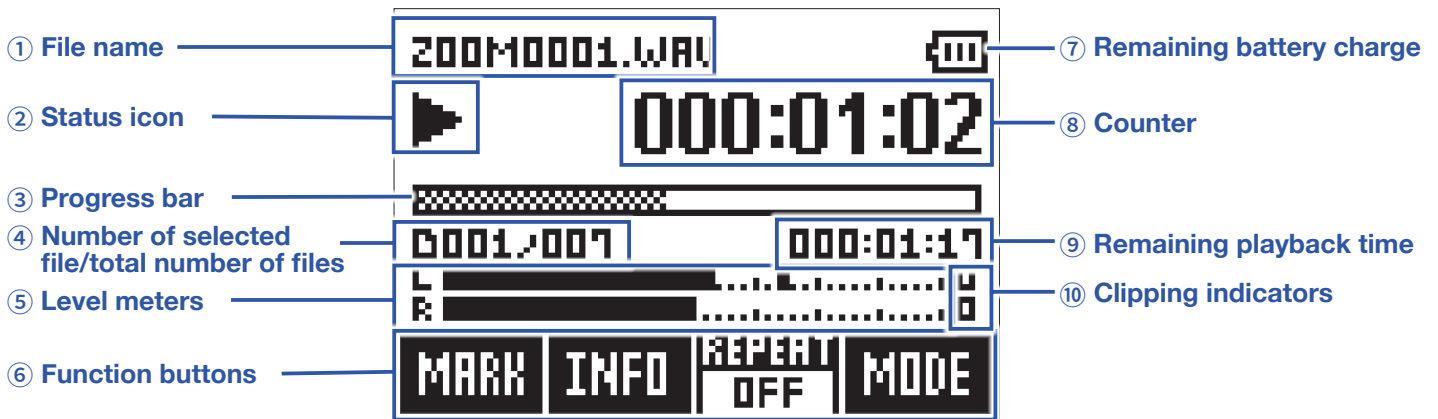 ① File name
ZOOM0001.WAV
⑦ Remaining battery charge
② Status icon
000:01:02
⑧ Counter
③ Progress bar
④ Number of selected
file/total number of files
001/007
000:01:17
⑨ Remaining playback time
⑤ Level meters
L
R
⑩ Clipping indicators
⑥ Function buttons
MARK
INFO
REPEAT
OFF
MODE